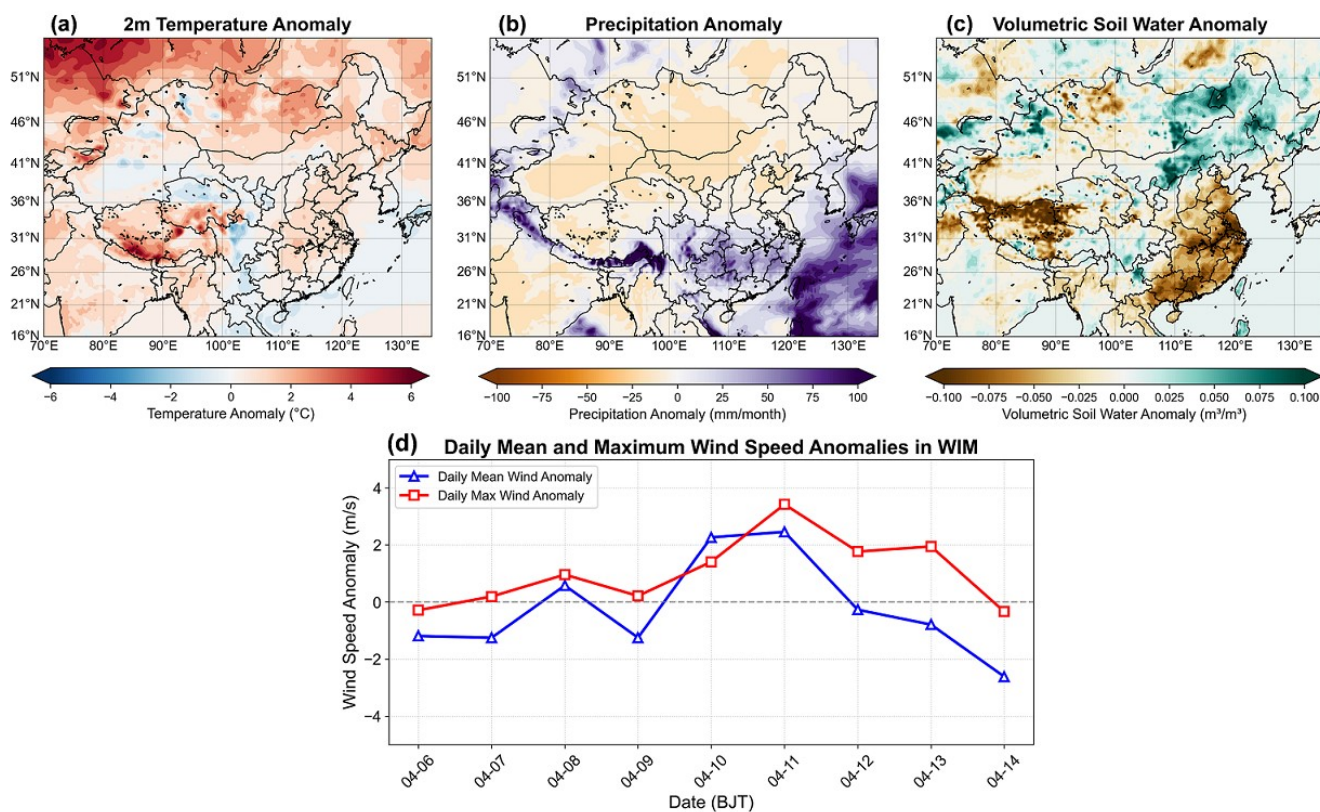 (a) 2m Temperature Anomaly
51°N
46°N
41°N
36°N
31°N
26°N
21°N
16°N
70°E 80°E 90°E 100°E 110°E 120°E 130°E
−6 −4 −2 0 2 4 6
Temperature Anomaly (°C)
(b) Precipitation Anomaly
51°N
46°N
41°N
36°N
31°N
26°N
21°N
16°N
70°E 80°E 90°E 100°E 110°E 120°E 130°E
−100 −75 −50 −25 0 25 50 75 100
Precipitation Anomaly (mm/month)
(c) Volumetric Soil Water Anomaly
51°N
46°N
41°N
36°N
31°N
26°N
21°N
16°N
70°E 80°E 90°E 100°E 110°E 120°E 130°E
−0.100 −0.075 −0.050 −0.025 0.000 0.025 0.050 0.075 0.100
Volumetric Soil Water Anomaly (m³/m³)
(d) Daily Mean and Maximum Wind Speed Anomalies in WIM
Daily Mean Wind Anomaly
Daily Max Wind Anomaly
Wind Speed Anomaly (m/s)
4
2
0
−2
−4
04-06 04-07 04-08 04-09 04-10 04-11 04-12 04-13 04-14
Date (BJT)